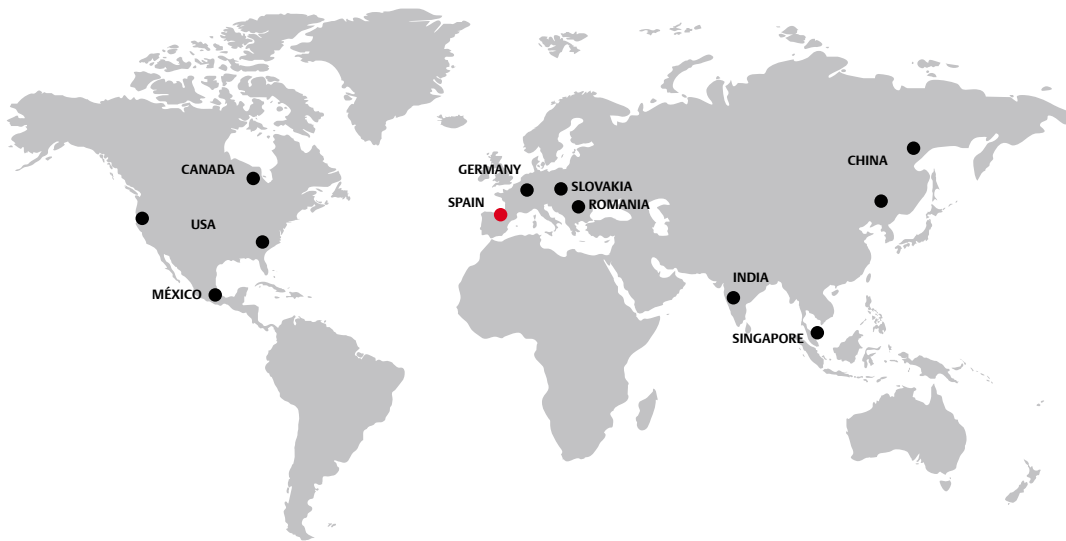 CANADA
USA
MÉXICO
GERMANY
SPAIN
SLOVAKIA
ROMANIA
CHINA
INDIA
SINGAPORE